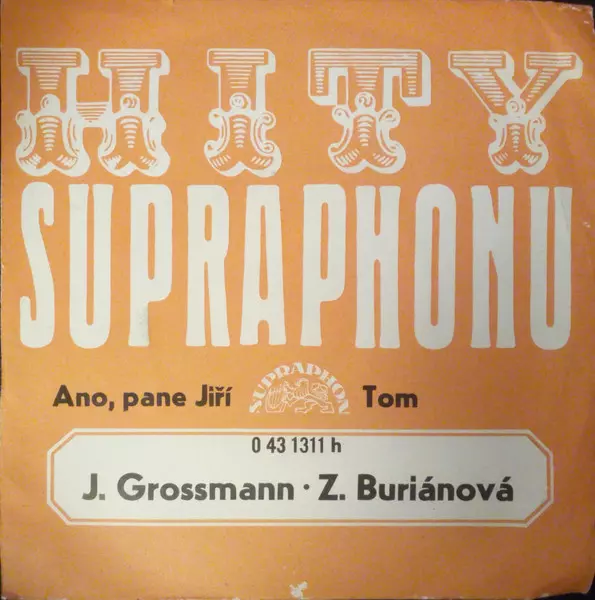 HITY
SUPRAPHONU
Ano, pane Jiří SUPRAPHON Tom
0 43 1311 h
J. Grossmann · Z. Buriánová